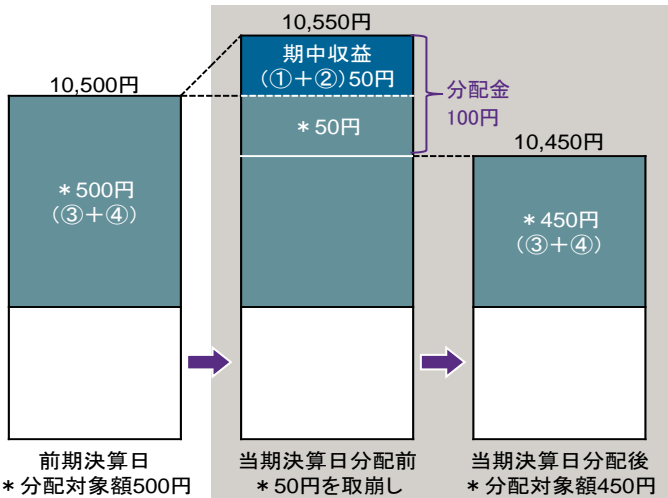 10,550円
10,500円
期中収益
(①+②)50円
分配金
100円
*50円
10,450円
*500円
(③+④)
*450円
(③+④)
前期決算日
*分配対象額500円
当期決算日分配前
*50円を取崩し
当期決算日分配後
*分配対象額450円